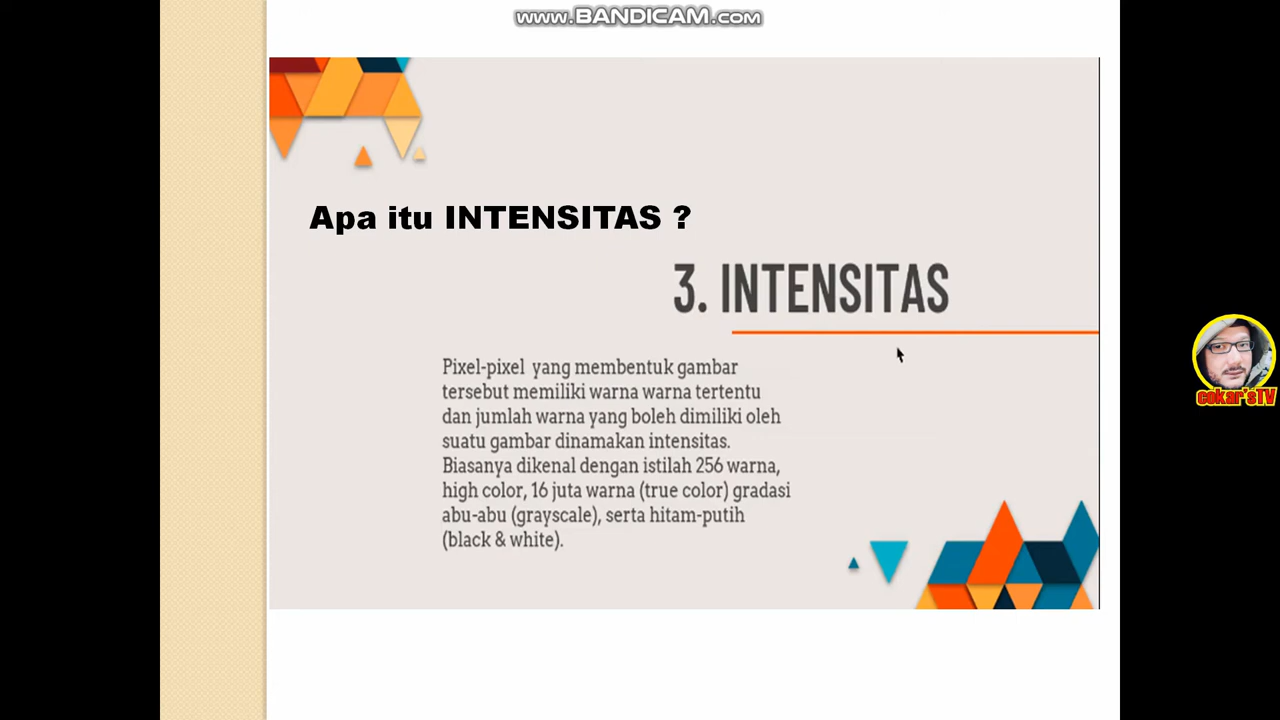 www.BANDICAM.com
Apa itu INTENSITAS ?
3. INTENSITAS
Pixel-pixel yang membentuk gambar
tersebut memiliki warna warna tertentu
dan jumlah warna yang boleh dimiliki oleh
suatu gambar dinamakan intensitas.
Biasanya dikenal dengan istilah 256 warna,
high color, 16 juta warna (true color) gradasi
abu-abu (grayscale), serta hitam-putih
(black & white).
cokar'sTV